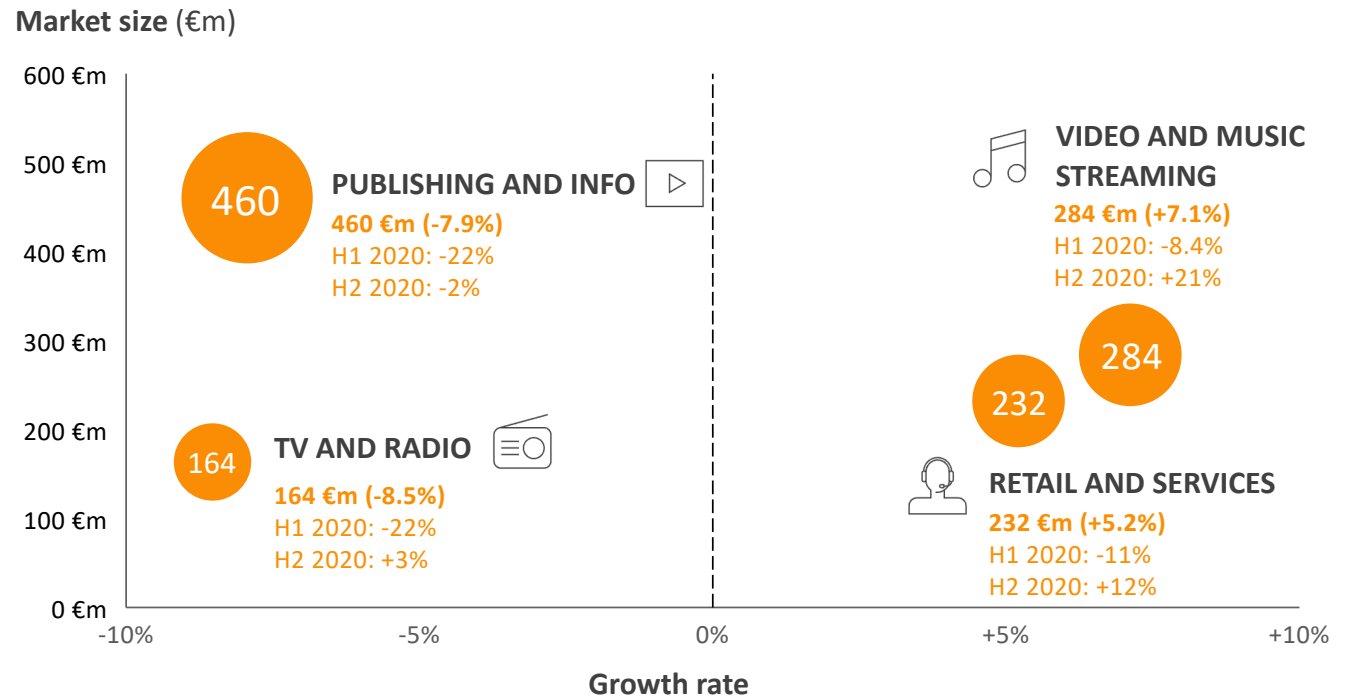 Market size (€m)
600 €m
500 €m
400 €m
300 €m
200 €m
100 €m
0 €m
460
PUBLISHING AND INFO
460 €m (-7.9%)
H1 2020: -22%
H2 2020: -2%
VIDEO AND MUSIC
STREAMING
284 €m (+7.1%)
H1 2020: -8.4%
H2 2020: +21%
284
232
164
TV AND RADIO
164 €m (-8.5%)
H1 2020: -22%
H2 2020: +3%
RETAIL AND SERVICES
232 €m (+5.2%)
H1 2020: -11%
H2 2020: +12%
-10%
-5%
0%
+5%
+10%
Growth rate